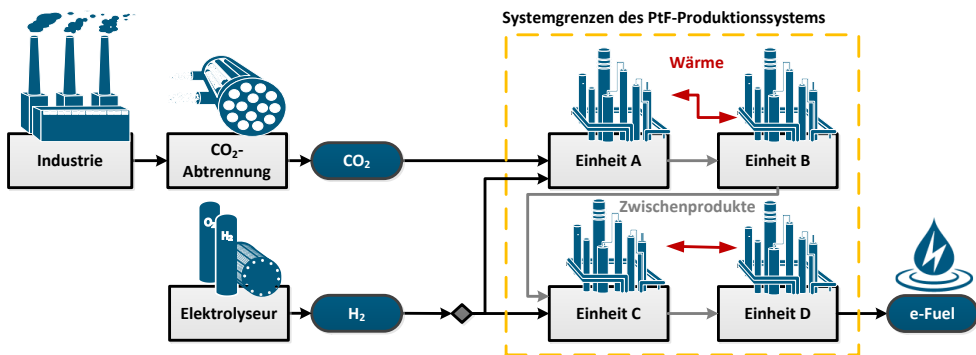 Systemgrenzen des PtF-Produktionssystems
Wärme
Industrie
CO₂-
Abtrennung
CO₂
Einheit A
Einheit B
Zwischenprodukte
O₂
H₂
Elektrolyseur
H₂
Einheit C
Einheit D
e-Fuel